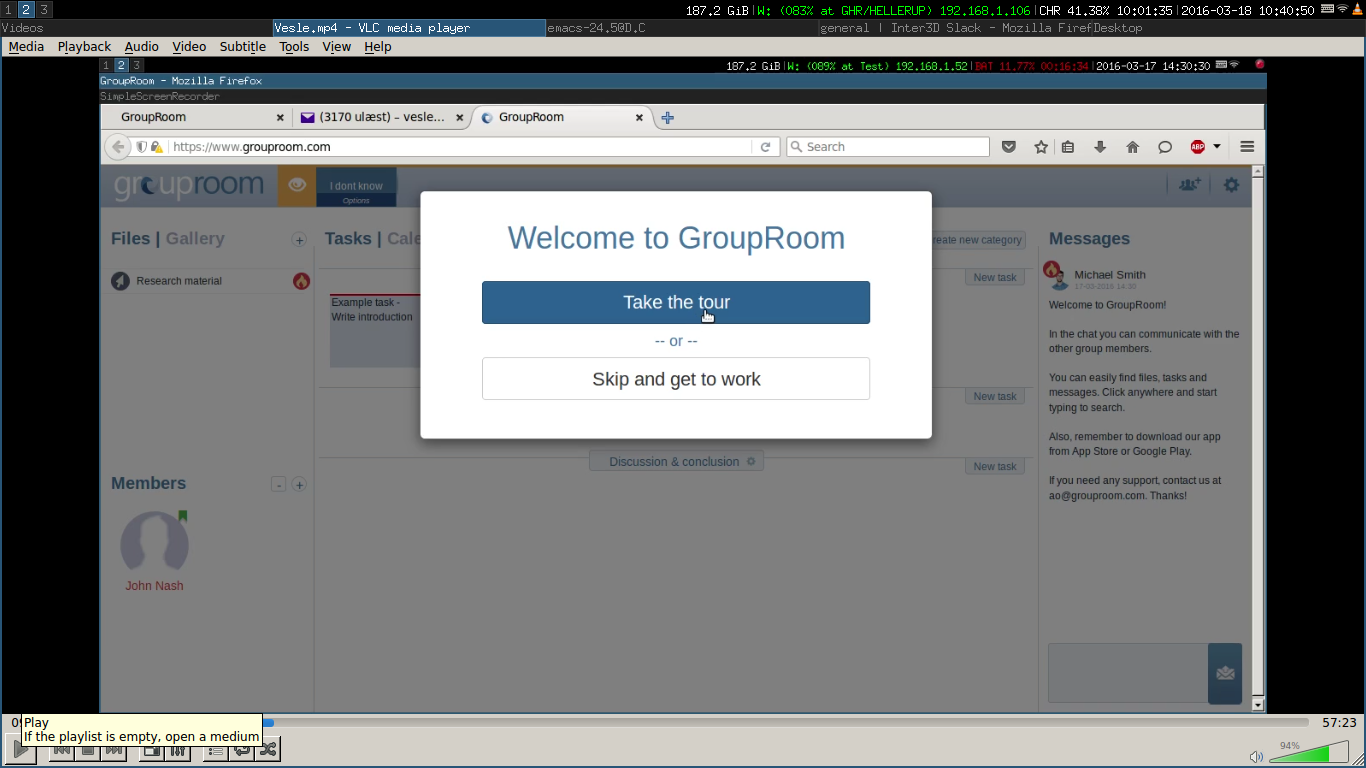 1 2 3
187.2 GiB|W: (083% at GHR/HELLERUP) 192.168.1.106|CHR 41.38% 10:01:35|2016-03-18 10:40:50
Videos
Vesle.mp4 - VLC media player
emacs-24.5@D.C
general | Inter3D Slack - Mozilla FirefDesktop
Media Playback Audio Video Subtitle Tools View Help
1 2 3
187.2 GiB|W: (089% at Test) 192.168.1.52|BAT 11.77% 00:16:34|2016-03-17 14:30:30
GroupRoom - Mozilla Firefox
SimpleScreenRecorder
GroupRoom
(3170 ulæst) – vesle...
GroupRoom
https://www.grouproom.com
Search
ABP
grouproom
I dont know
Options
Files | Gallery
Research material
Members
- +
John Nash
Tasks | Cale
reate new category
New task
Example task -
Write introduction
New task
Discussion & conclusion
New task
Welcome to GroupRoom
Take the tour
-- or --
Skip and get to work
Messages
Michael Smith
17-03-2016 14:30
Welcome to GroupRoom!
In the chat you can communicate with the
other group members.
You can easily find files, tasks and
messages. Click anywhere and start
typing to search.
Also, remember to download our app
from App Store or Google Play.
If you need any support, contact us at
ao@grouproom.com. Thanks!
Play
If the playlist is empty, open a medium
57:23
94%